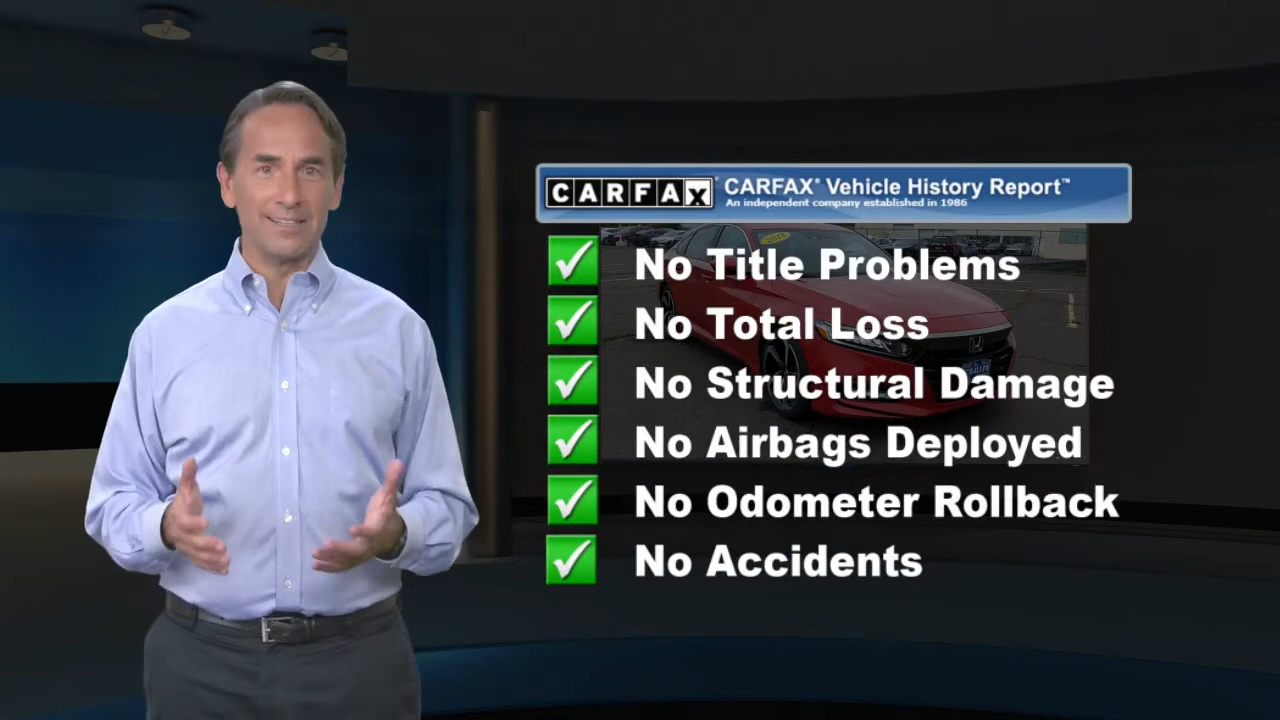 CARFAX® CARFAX® Vehicle History Report™
An independent company established in 1986
No Title Problems
No Total Loss
No Structural Damage
No Airbags Deployed
No Odometer Rollback
No Accidents